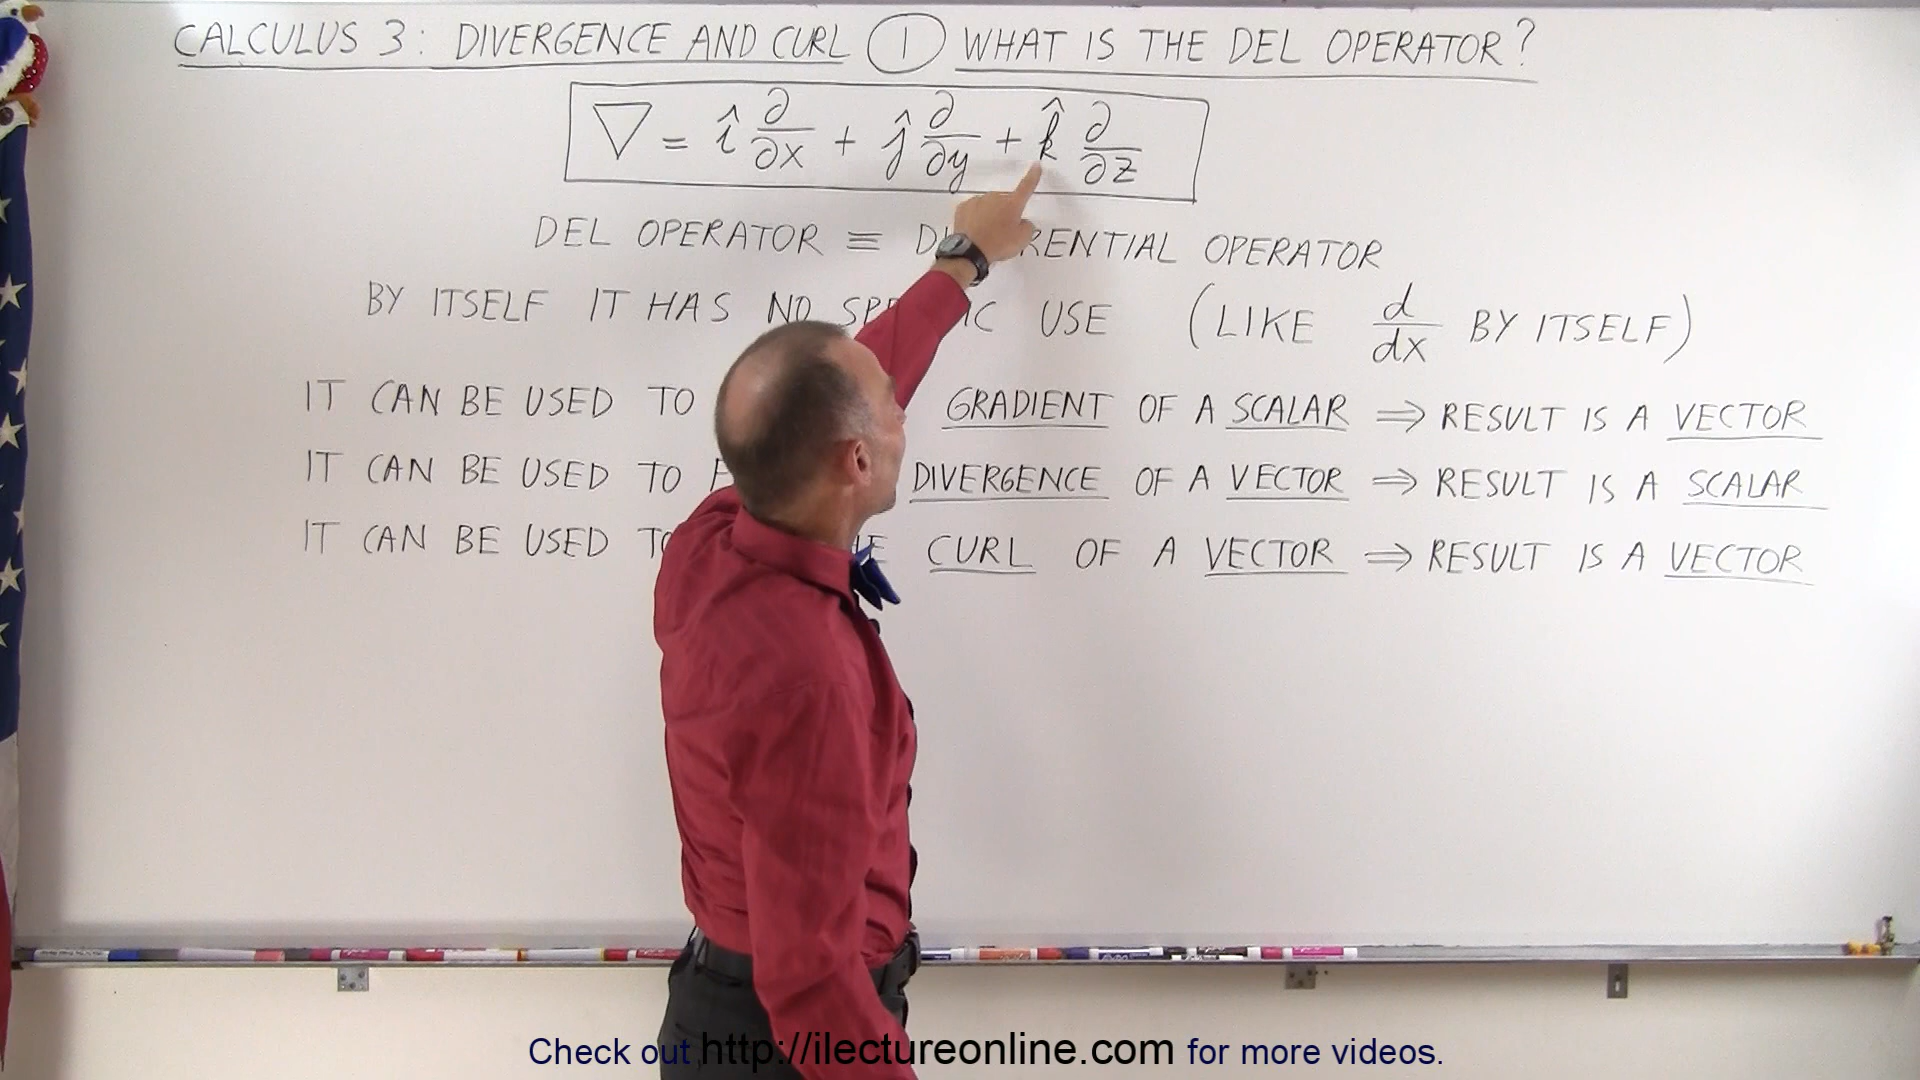 CALCULUS 3: DIVERGENCE AND CURL ① WHAT IS THE DEL OPERATOR?
∇ = î ∂/∂x + ĵ ∂/∂y + k̂ ∂/∂z
DEL OPERATOR ≡ OPERATOR
BY ITSELF IT HAS NO USE (LIKE d/dx BY ITSELF)
IT CAN BE USED TO GRADIENT OF A SCALAR ⇒ RESULT IS A VECTOR
IT CAN BE USED TO DIVERGENCE OF A VECTOR ⇒ RESULT IS A SCALAR
IT CAN BE USED CURL OF A VECTOR ⇒ RESULT IS A VECTOR
Check out http://ilectureonline.com for more videos.